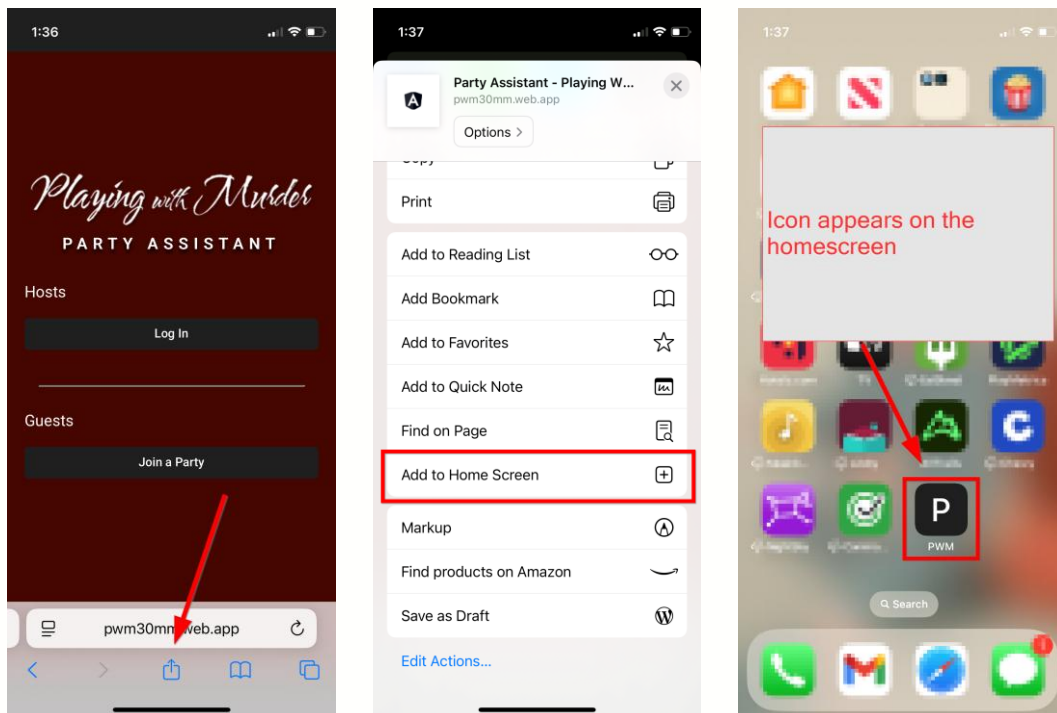 1:36
Playing with Murder
PARTY ASSISTANT
Hosts
Log In
Guests
Join a Party
pwm30mm.web.app
1:37
Party Assistant - Playing W...
pwm30mm.web.app
Options >
Copy
Print
Add to Reading List
Add Bookmark
Add to Favorites
Add to Quick Note
Find on Page
Add to Home Screen
Markup
Find products on Amazon
Save as Draft
Edit Actions...
1:37
Icon appears on the
homescreen
P
PWM
Search